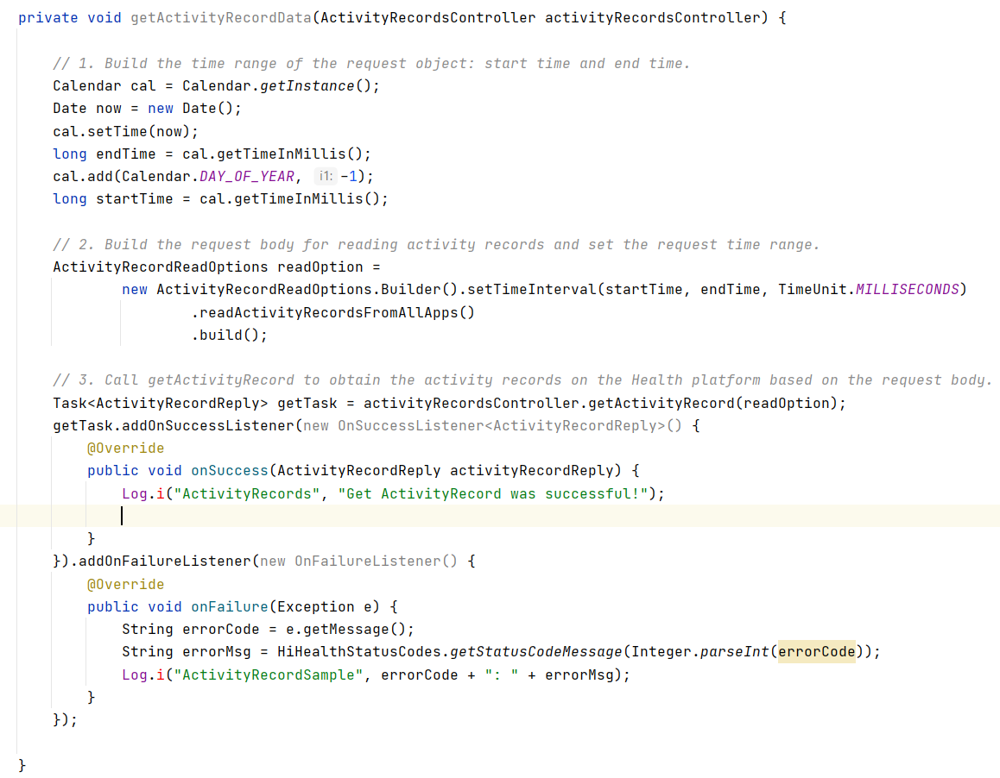 private void getActivityRecordData(ActivityRecordsController activityRecordsController) {
// 1. Build the time range of the request object: start time and end time.
Calendar cal = Calendar.getInstance();
Date now = new Date();
cal.setTime(now);
long endTime = cal.getTimeInMillis();
cal.add(Calendar.DAY_OF_YEAR, i1: -1);
long startTime = cal.getTimeInMillis();
// 2. Build the request body for reading activity records and set the request time range.
ActivityRecordReadOptions readOption =
new ActivityRecordReadOptions.Builder().setTimeInterval(startTime, endTime, TimeUnit.MILLISECONDS)
.readActivityRecordsFromAllApps()
.build();
// 3. Call getActivityRecord to obtain the activity records on the Health platform based on the request body.
Task<ActivityRecordReply> getTask = activityRecordsController.getActivityRecord(readOption);
getTask.addOnSuccessListener(new OnSuccessListener<ActivityRecordReply>() {
@Override
public void onSuccess(ActivityRecordReply activityRecordReply) {
Log.i("ActivityRecords", "Get ActivityRecord was successful!");
}
}).addOnFailureListener(new OnFailureListener() {
@Override
public void onFailure(Exception e) {
String errorCode = e.getMessage();
String errorMsg = HiHealthStatusCodes.getStatusCodeMessage(Integer.parseInt(errorCode));
Log.i("ActivityRecordSample", errorCode + ": " + errorMsg);
}
});
}